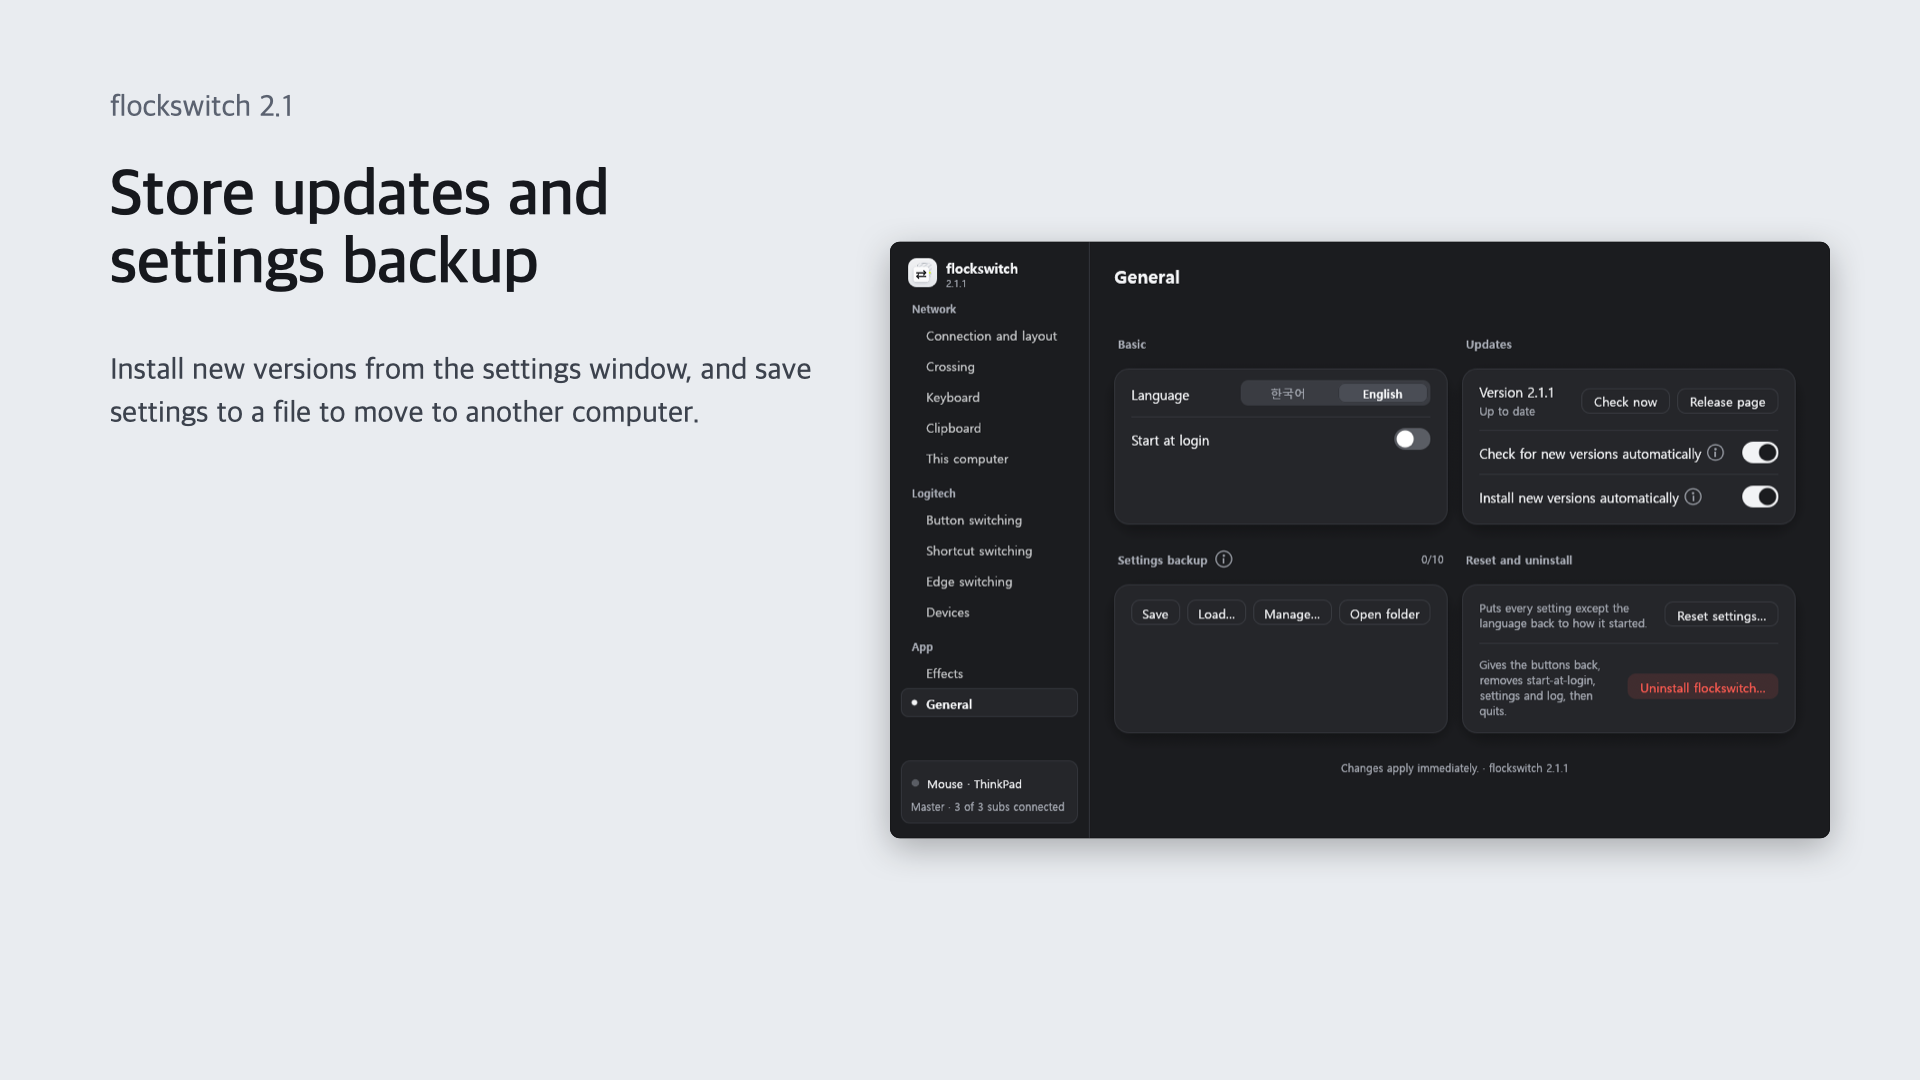 flockswitch 2.1
Store updates and
settings backup
Install new versions from the settings window, and save
settings to a file to move to another computer.
flockswitch
2.1.1
Network
Connection and layout
Crossing
Keyboard
Clipboard
This computer
Logitech
Button switching
Shortcut switching
Edge switching
Devices
App
Effects
General
Mouse · ThinkPad
Master · 3 of 3 subs connected
General
Basic
Language
한국어
English
Start at login
Updates
Version 2.1.1
Up to date
Check now
Release page
Check for new versions automatically
Install new versions automatically
Settings backup
0/10
Save
Load...
Manage...
Open folder
Reset and uninstall
Puts every setting except the
language back to how it started.
Reset settings...
Gives the buttons back,
removes start-at-login,
settings and log, then
quits.
Uninstall flockswitch...
Changes apply immediately. · flockswitch 2.1.1